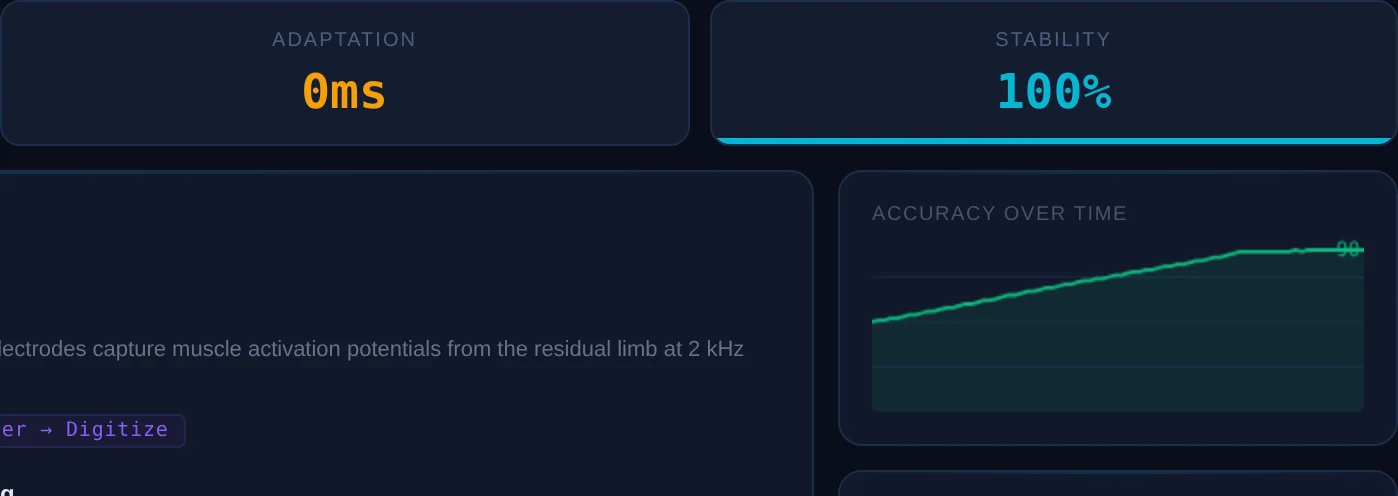 ADAPTATION
0ms
STABILITY
100%
ACCURACY OVER TIME
90
electrodes capture muscle activation potentials from the residual limb at 2 kHz
er → Digitize
g